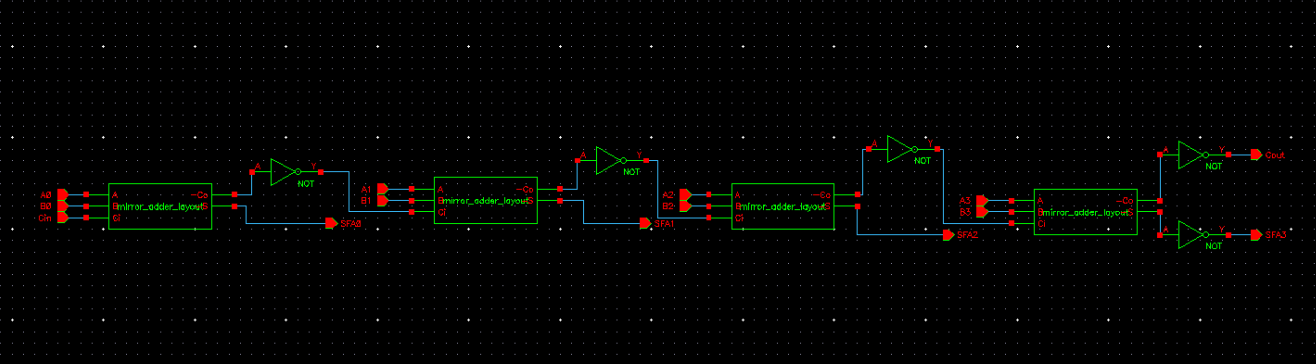 A0
B0
Cin
A
B
Ci
mirror_adder_layout
¬Co
S
A
Y
NOT
SFA0
A1
B1
A
B
Ci
mirror_adder_layout
¬Co
S
A
Y
NOT
SFA1
A2
B2
A
B
Ci
mirror_adder_layout
¬Co
S
A
Y
NOT
SFA2
A3
B3
A
B
Ci
mirror_adder_layout
¬Co
S
A
Y
NOT
Cout
A
Y
NOT
SFA3